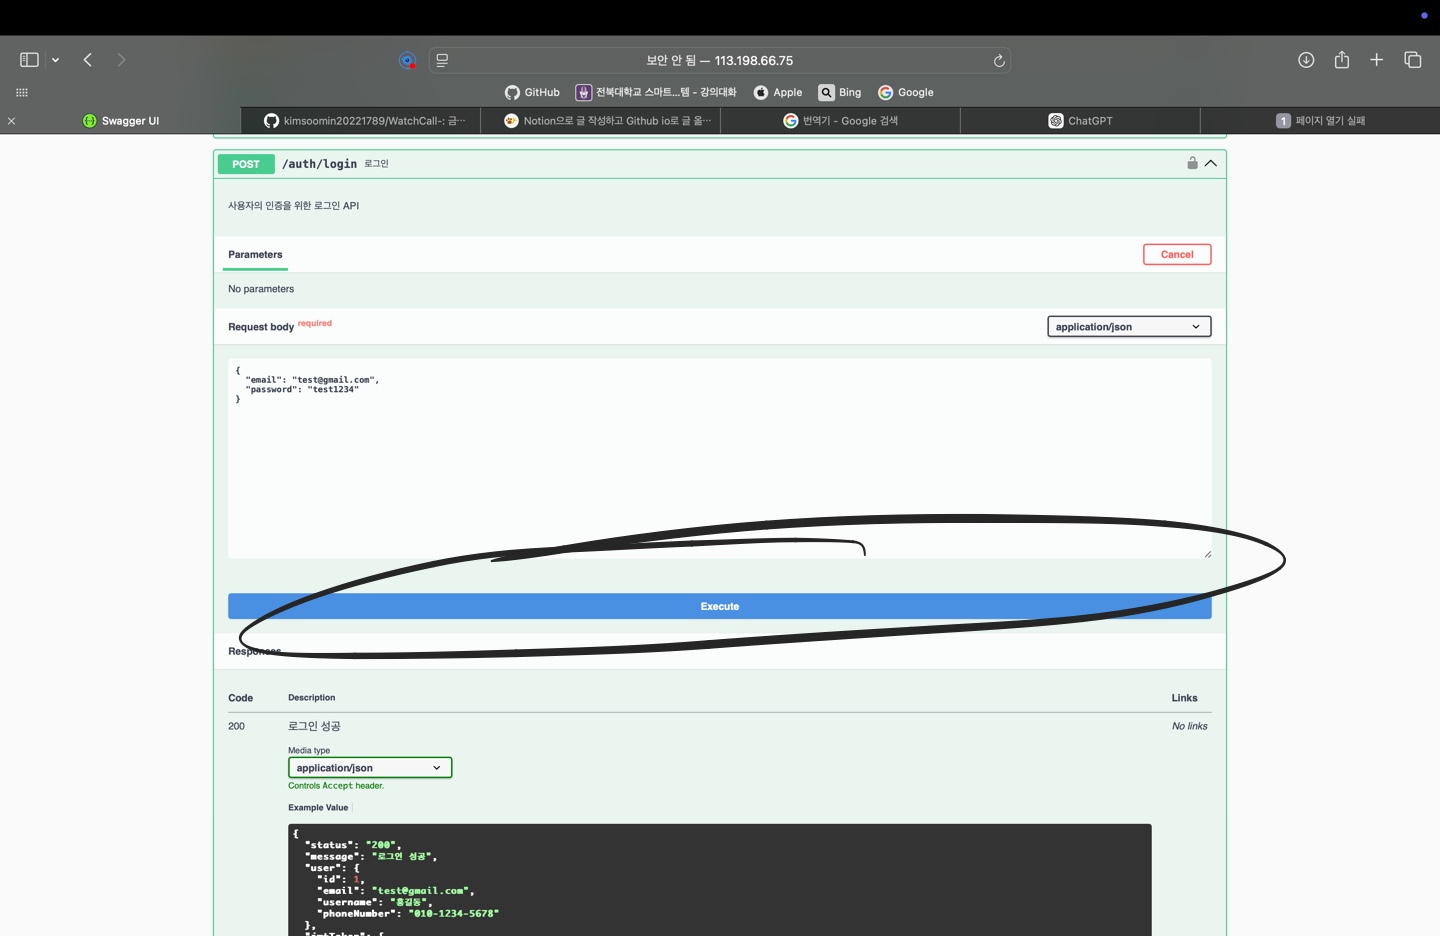 보안 안 됨 — 113.198.66.75
GitHub 전북대학교 스마트...템 - 강의대화 Apple Bing Google
Swagger UI kimsoomin20221789/WatchCall-: 금… Notion으로 글 작성하고 Github io로 글 옮… 번역기 - Google 검색 ChatGPT 1 페이지 열기 실패
POST /auth/login 로그인
사용자의 인증을 위한 로그인 API
Parameters Cancel
No parameters
Request body required application/json
{
"email": "test@gmail.com",
"password": "test1234"
}
Execute
Responses
Code Description Links
200 로그인 성공 No links
Media type
application/json
Controls Accept header.
Example Value
{
"status": "200",
"message": "로그인 성공",
"user": {
"id": 1,
"email": "test@gmail.com",
"username": "홍길동",
"phoneNumber": "010-1234-5678"
},